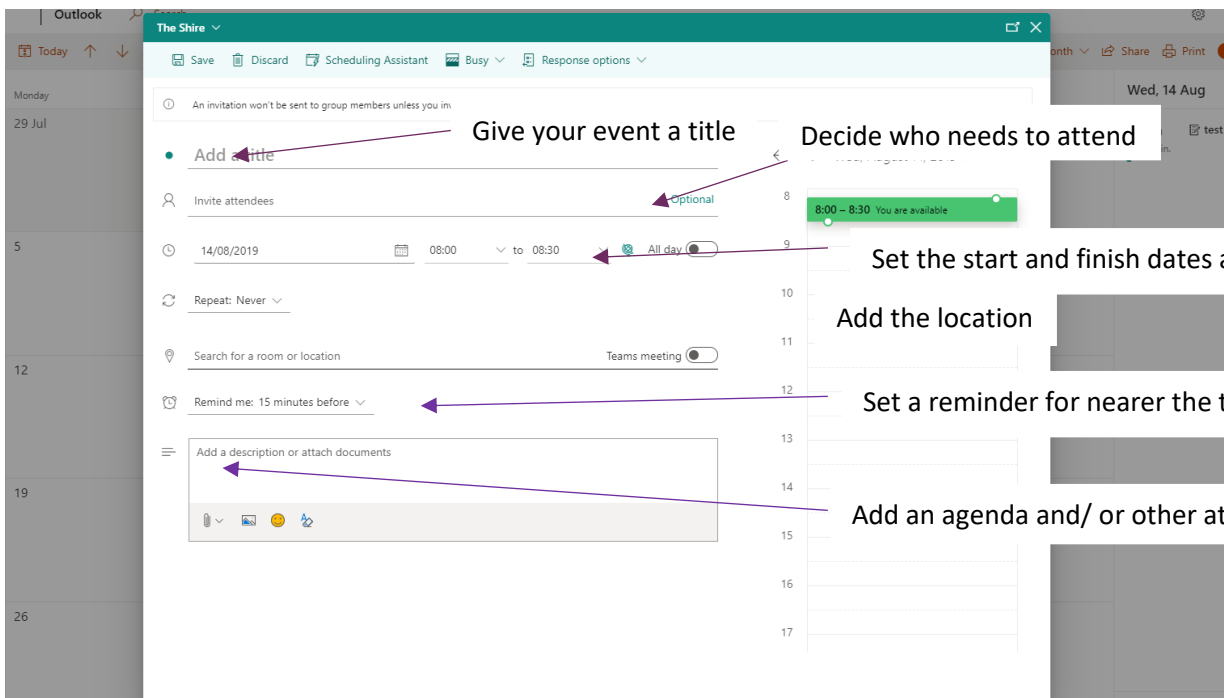 Outlook
Search
The Shire
Today
onth
Share
Print
Save
Discard
Scheduling Assistant
Busy
Response options
Monday
Wed, 14 Aug
An invitation won't be sent to group members unless you inv
29 Jul
test
in.
Give your event a title
Decide who needs to attend
Add a title
Invite attendees
Optional
8
8:00 – 8:30 You are available
5
14/08/2019
08:00
to
08:30
All day
9
Set the start and finish dates a
Repeat: Never
10
Add the location
11
Search for a room or location
Teams meeting
12
12
Remind me: 15 minutes before
Set a reminder for nearer the t
13
Add a description or attach documents
14
19
Add an agenda and/ or other at
15
16
26
17